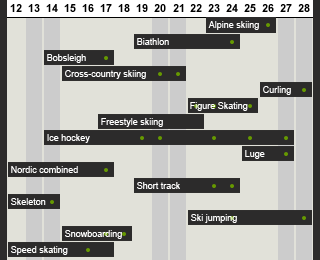 12 13 14 15 16 17 18 19 20 21 22 23 24 25 26 27 28
Alpine skiing
Biathlon
Bobsleigh
Cross-country skiing
Curling
Figure Skating
Freestyle skiing
Ice hockey
Luge
Nordic combined
Short track
Skeleton
Ski jumping
Snowboarding
Speed skating